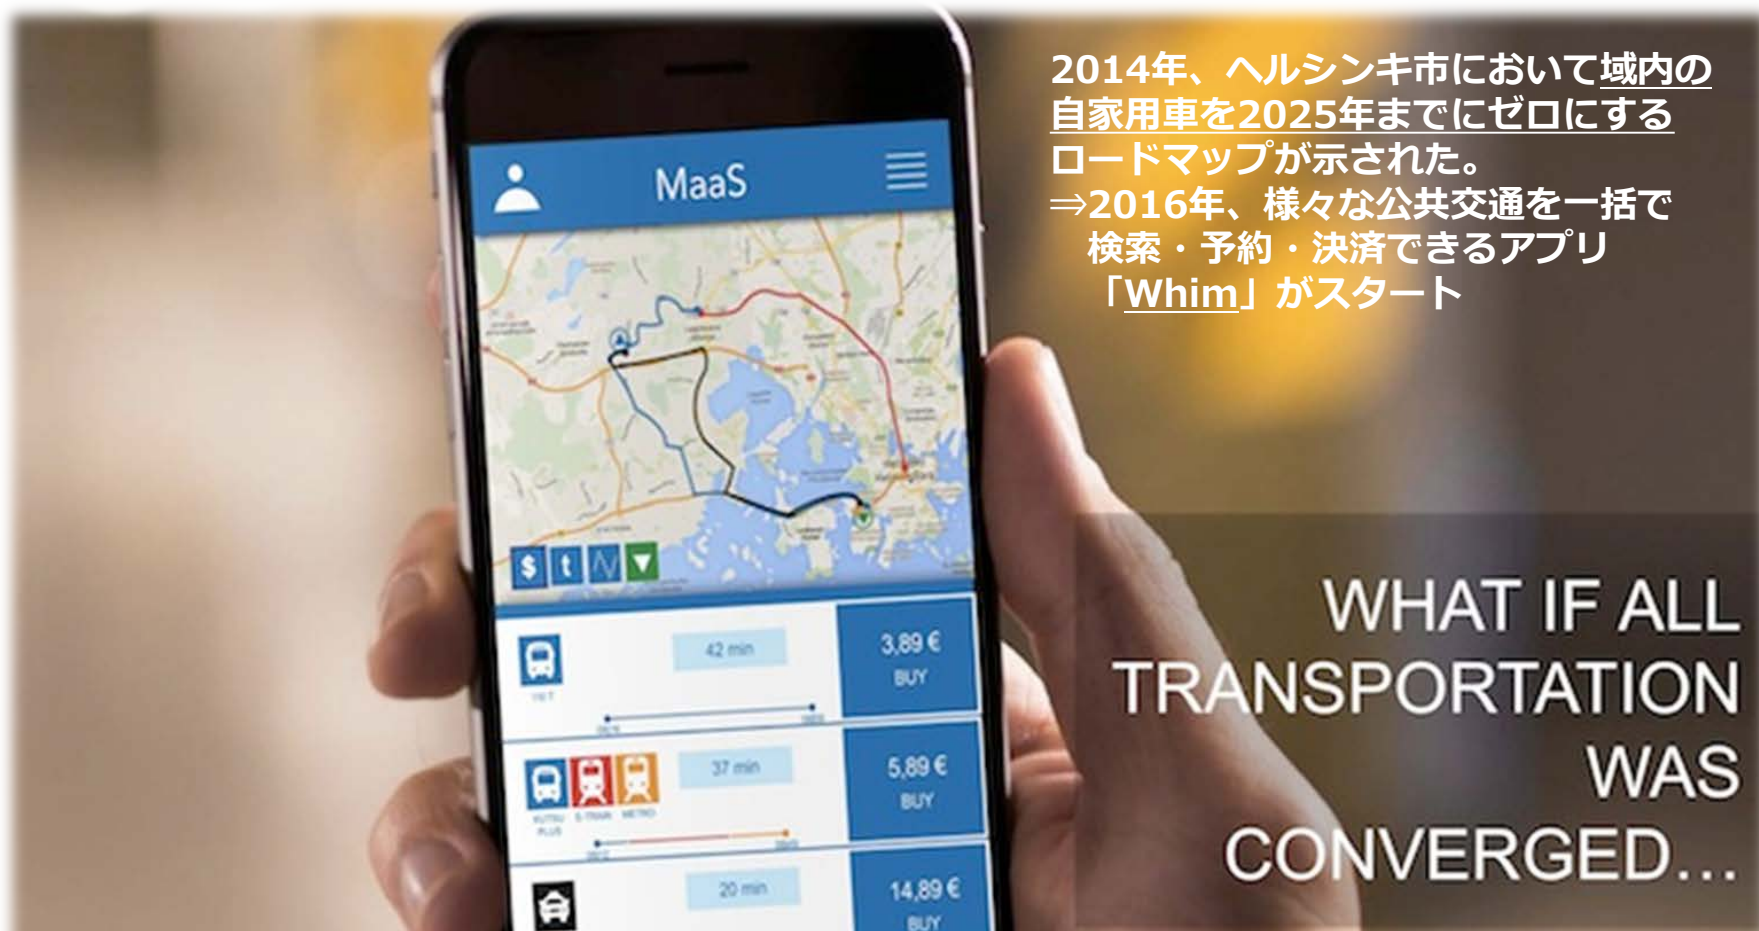 2014年、ヘルシンキ市において域内の
自家用車を2025年までにゼロにする
ロードマップが示された。
⇒2016年、様々な公共交通を一括で
検索・予約・決済できるアプリ
「Whim」がスタート
MaaS
$ t
42 min
3,89 €
BUY
37 min
5,89 €
BUY
KUTSU
PLUS
S-TRAIN
METRO
20 min
14,89 €
BUY
WHAT IF ALL
TRANSPORTATION
WAS
CONVERGED...